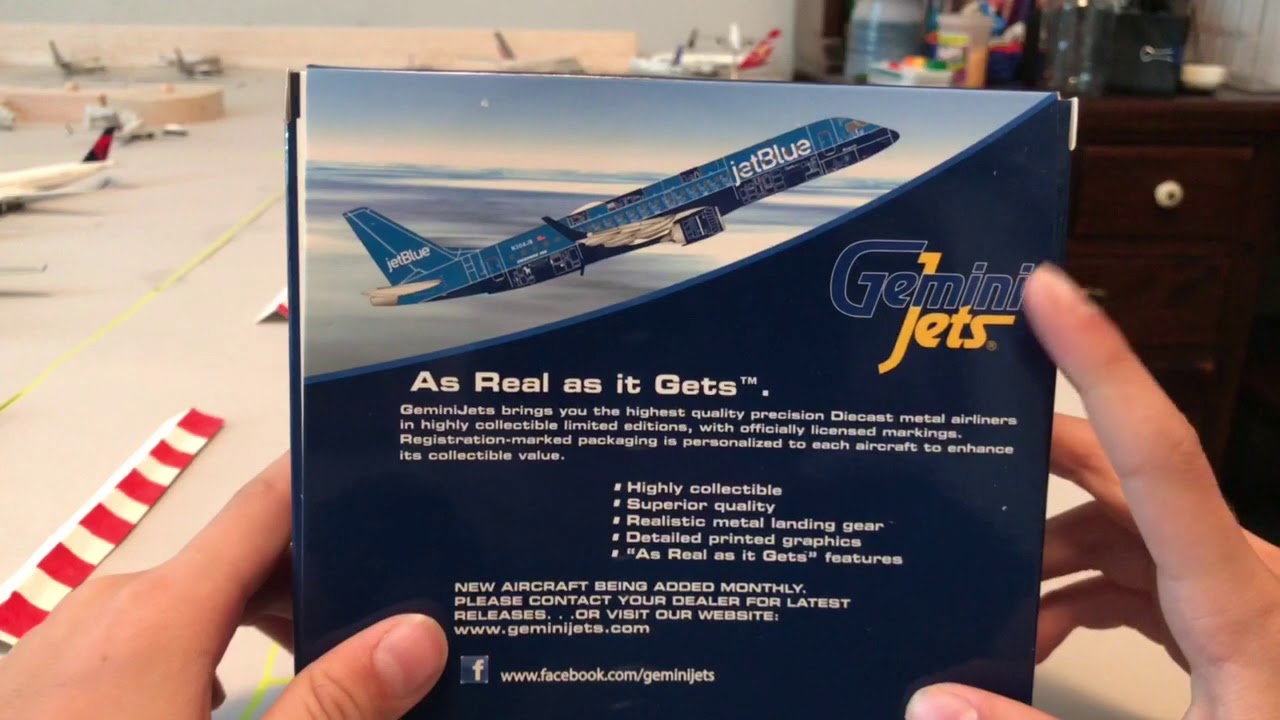 jetBlue
jetBlue
Gemini
Jets®
As Real as it Gets™.
GeminiJets brings you the highest quality precision Diecast metal airliners
in highly collectible limited editions, with officially licensed markings.
Registration-marked packaging is personalized to each aircraft to enhance
its collectible value.
Highly collectible
Superior quality
Realistic metal landing gear
Detailed printed graphics
"As Real as it Gets" features
NEW AIRCRAFT BEING ADDED MONTHLY.
PLEASE CONTACT YOUR DEALER FOR LATEST
RELEASES. . .OR VISIT OUR WEBSITE:
www.geminijets.com
f www.facebook.com/geminijets